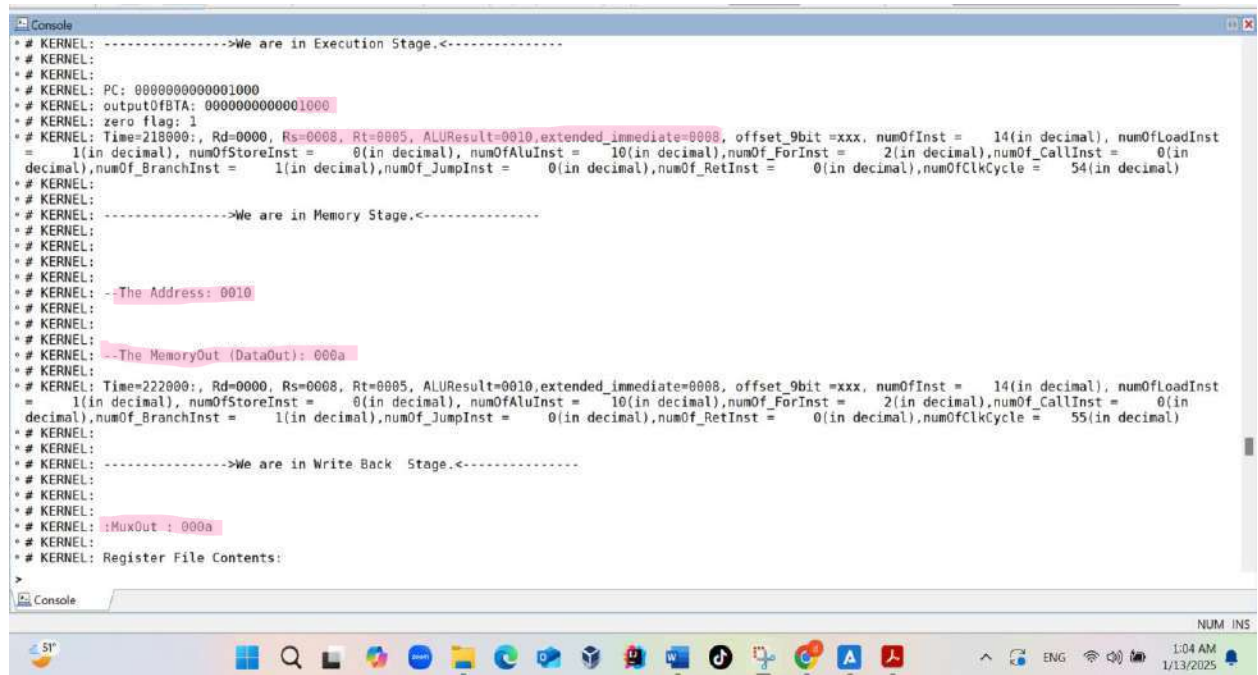 Console
# KERNEL: ---------------->We are in Execution Stage.<---------------
# KERNEL:
# KERNEL:
# KERNEL: PC: 0000000000001000
# KERNEL: outputOfBTA: 0000000000001000
# KERNEL: zero flag: 1
# KERNEL: Time=218000:, Rd=0000, Rs=0008, Rt=0005, ALUResult=0010,extended_immediate=0008, offset_9bit =xxx, numOfInst =    14(in decimal), numOfLoadInst
=     1(in decimal), numOfStoreInst =     0(in decimal), numOfAluInst =    10(in decimal),numOf_ForInst =     2(in decimal),numOf_CallInst =     0(in
decimal),numOf_BranchInst =     1(in decimal),numOf_JumpInst =     0(in decimal),numOf_RetInst =     0(in decimal),numOfClkCycle =    54(in decimal)
# KERNEL:
# KERNEL:
# KERNEL: ---------------->We are in Memory Stage.<---------------
# KERNEL:
# KERNEL:
# KERNEL:
# KERNEL:
# KERNEL: --The Address: 0010
# KERNEL:
# KERNEL:
# KERNEL:
# KERNEL: --The MemoryOut (DataOut): 000a
# KERNEL:
# KERNEL: Time=222000:, Rd=0000, Rs=0008, Rt=0005, ALUResult=0010,extended_immediate=0008, offset_9bit =xxx, numOfInst =    14(in decimal), numOfLoadInst
=     1(in decimal), numOfStoreInst =     0(in decimal), numOfAluInst =    10(in decimal),numOf_ForInst =     2(in decimal),numOf_CallInst =     0(in
decimal),numOf_BranchInst =     1(in decimal),numOf_JumpInst =     0(in decimal),numOf_RetInst =     0(in decimal),numOfClkCycle =    55(in decimal)
# KERNEL:
# KERNEL:
# KERNEL: ---------------->We are in Write Back  Stage.<---------------
# KERNEL:
# KERNEL:
# KERNEL: :MuxOut : 000a
# KERNEL:
# KERNEL: Register File Contents:
>
Console
NUM INS
51°
zoom
ENG
1:04 AM
1/13/2025